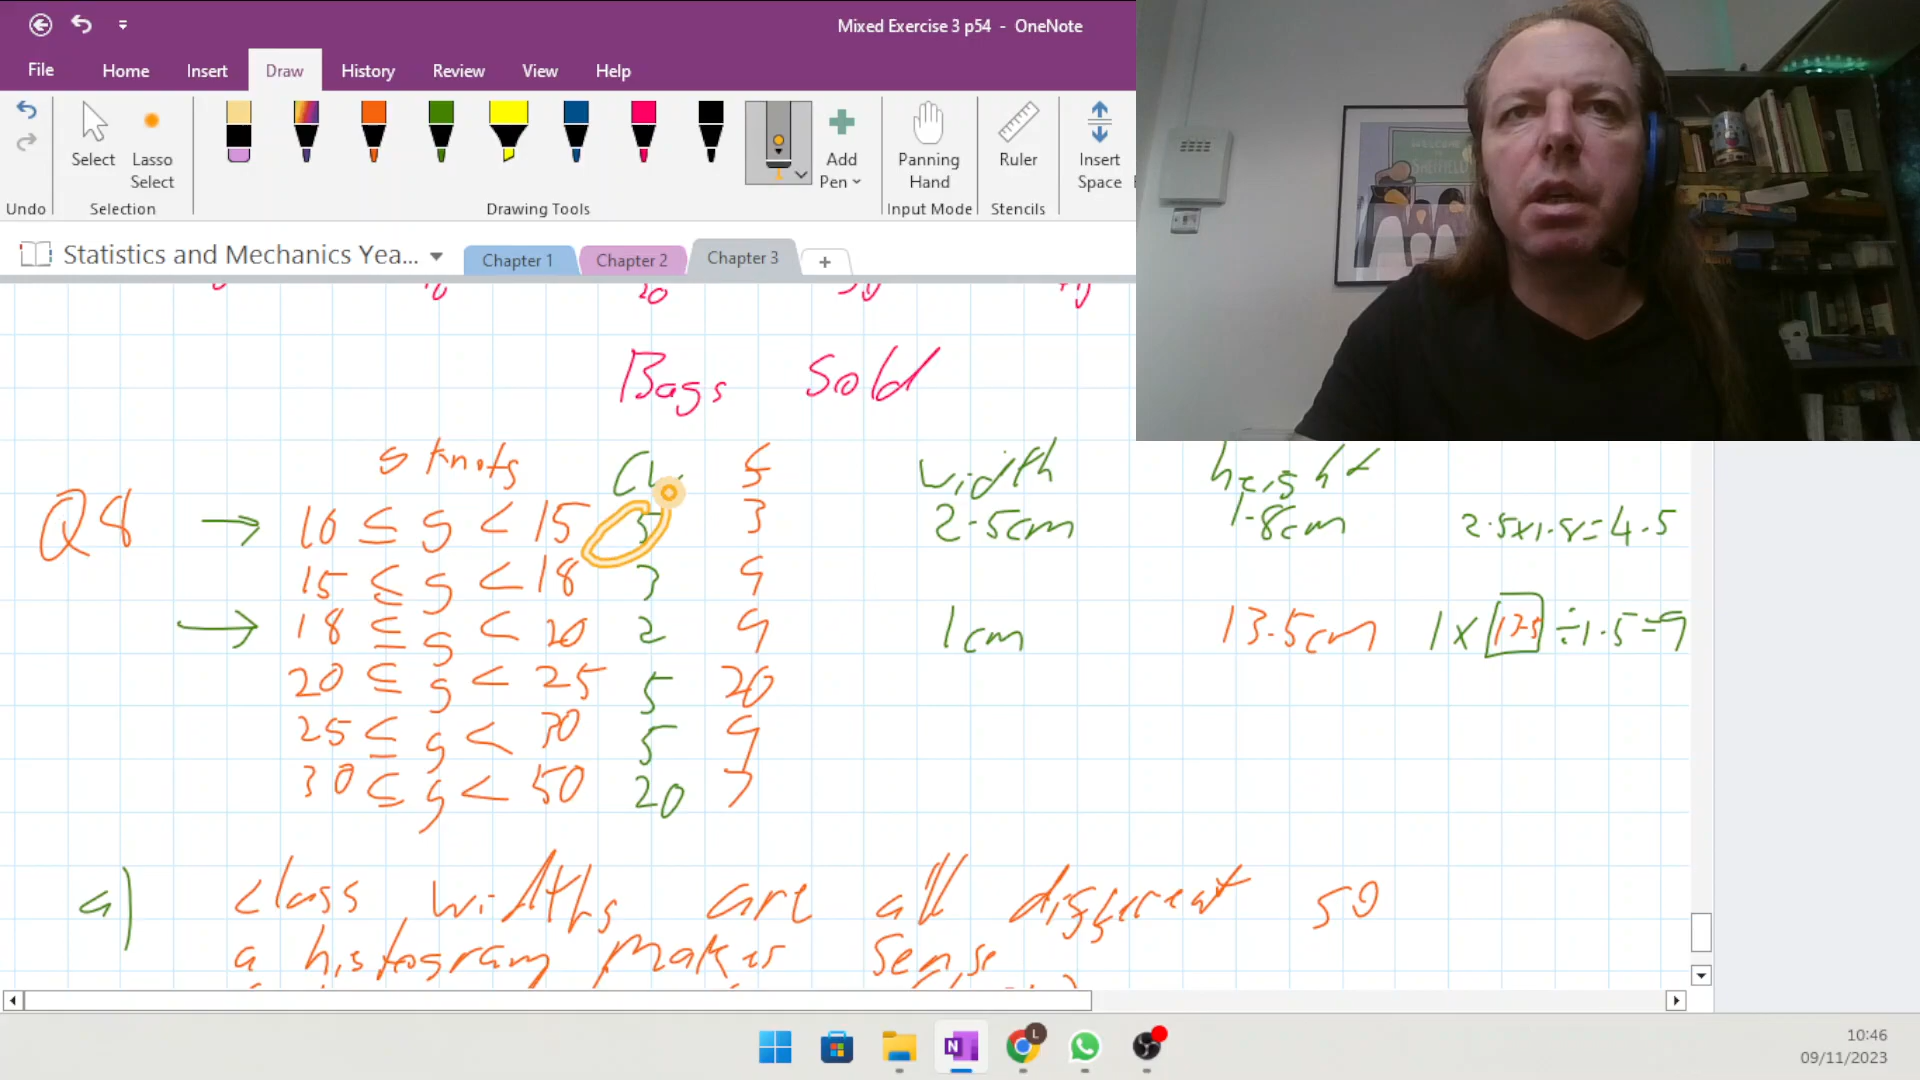 Mixed Exercise 3 p54 - OneNote
File Home Insert Draw History Review View Help
Select
Lasso Select
Add Pen
Panning Hand
Ruler
Insert Space
Undo Selection Drawing Tools Input Mode Stencils
Statistics and Mechanics Yea... Chapter 1 Chapter 2 Chapter 3 +
20
Bags Sold
s knots f width height
Q8 → 10 ≤ s < 15 5 3 2.5cm 1.8cm 2.5x1.8=4.5
15 ≤ s < 18 3 9
→ 18 ≤ s < 20 2 9 1cm 13.5cm 1 x 13.5 ÷1.5=9
20 ≤ s < 25 5 20
25 ≤ s < 30 5 9
30 ≤ s < 50 20 7
a) class widths are all different so
a histogram makes sense
L
N
10:46
09/11/2023